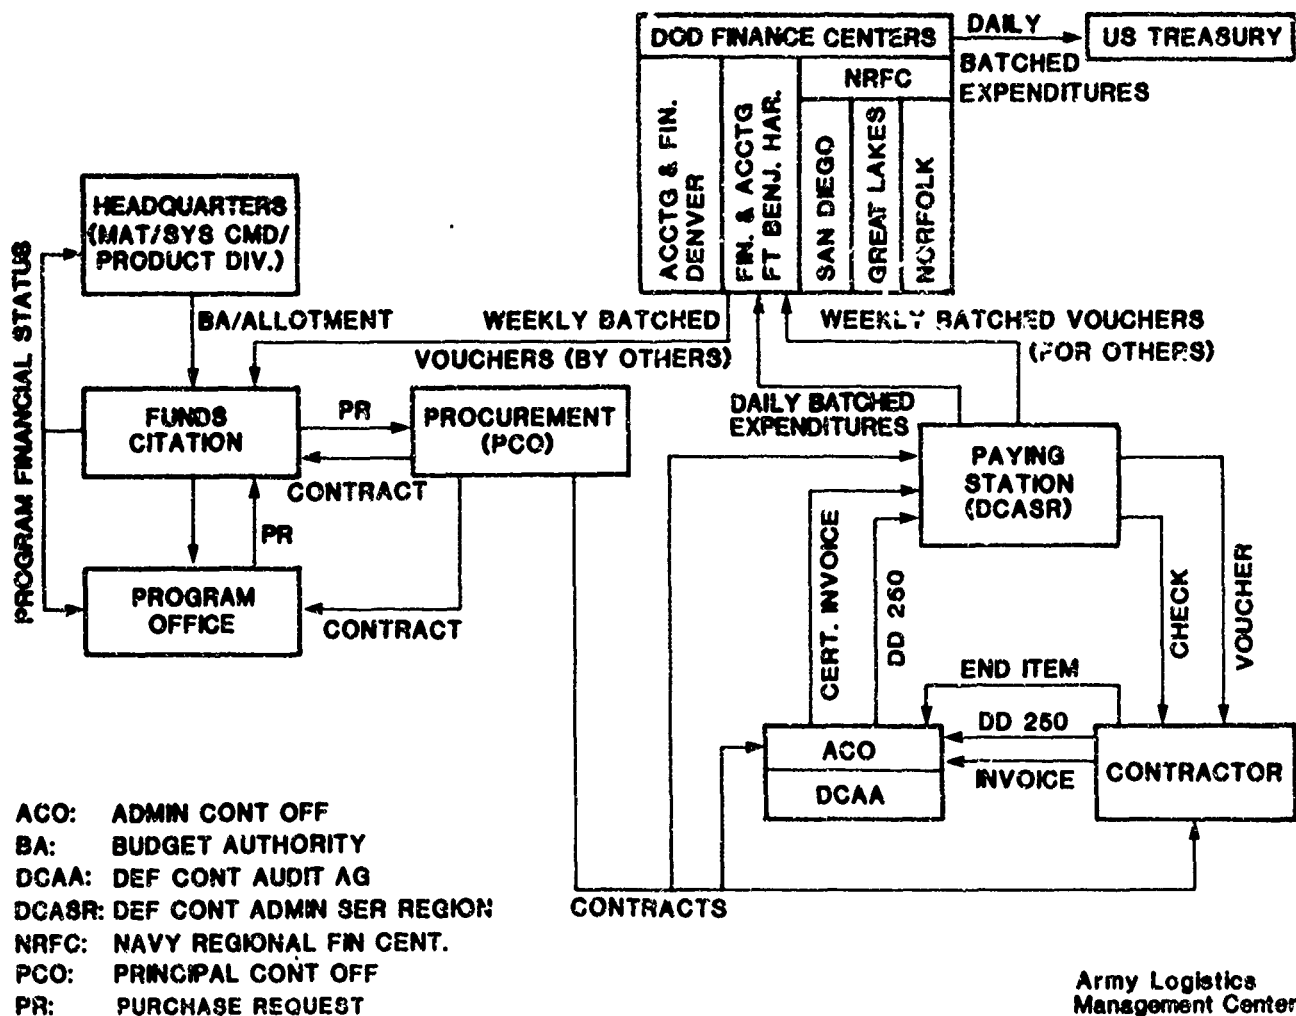 DOD FINANCE CENTERS
DAILY
BATCHED
EXPENDITURES
US TREASURY
NRFC
ACCTG & FIN.
DENVER
FIN. & ACCTG
FT BENJ. HAR.
SAN DIEGO
GREAT LAKES
NORFOLK
HEADQUARTERS
(MAT/SYS CMD/
PRODUCT DIV.)
PROGRAM FINANCIAL STATUS
BA/ALLOTMENT
WEEKLY BATCHED
VOUCHERS (BY OTHERS)
WEEKLY BATCHED VOUCHERS
(FOR OTHERS)
DAILY BATCHED
EXPENDITURES
FUNDS
CITATION
PR
PROCUREMENT
(PCO)
CONTRACT
PR
PAYING
STATION
(DCASR)
PROGRAM
OFFICE
CONTRACT
CERT. INVOICE
DD 250
CHECK
VOUCHER
END ITEM
DD 250
INVOICE
ACO
DCAA
CONTRACTOR
CONTRACTS
ACO: ADMIN CONT OFF
BA: BUDGET AUTHORITY
DCAA: DEF CONT AUDIT AG
DCASR: DEF CONT ADMIN SER REGION
NRFC: NAVY REGIONAL FIN CENT.
PCO: PRINCIPAL CONT OFF
PR: PURCHASE REQUEST
Army Logistics
Management Center